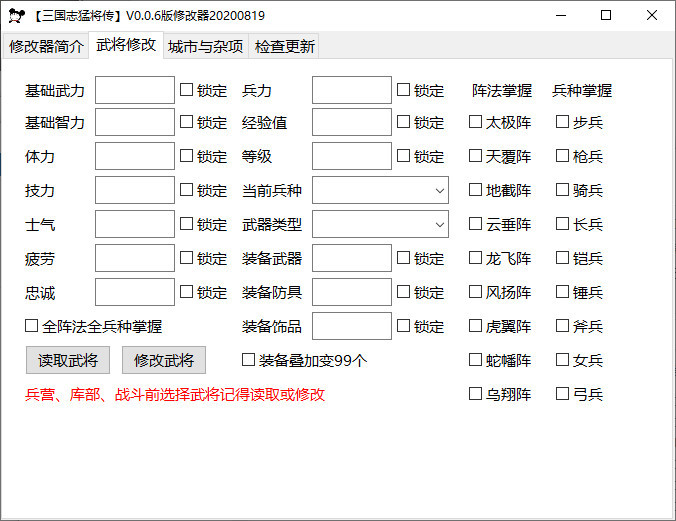 【三国志猛将传】V0.0.6版修改器20200819
修改器简介 武将修改 城市与杂项 检查更新
基础武力 锁定 兵力 锁定 阵法掌握 兵种掌握
基础智力 锁定 经验值 锁定 太极阵 步兵
体力 锁定 等级 锁定 天覆阵 枪兵
技力 锁定 当前兵种 地截阵 骑兵
士气 锁定 武器类型 云垂阵 长兵
疲劳 锁定 装备武器 锁定 龙飞阵 铠兵
忠诚 锁定 装备防具 锁定 风扬阵 锤兵
全阵法全兵种掌握 装备饰品 锁定 虎翼阵 斧兵
读取武将 修改武将 装备叠加变99个 蛇幡阵 女兵
兵营、库部、战斗前选择武将记得读取或修改 乌翔阵 弓兵